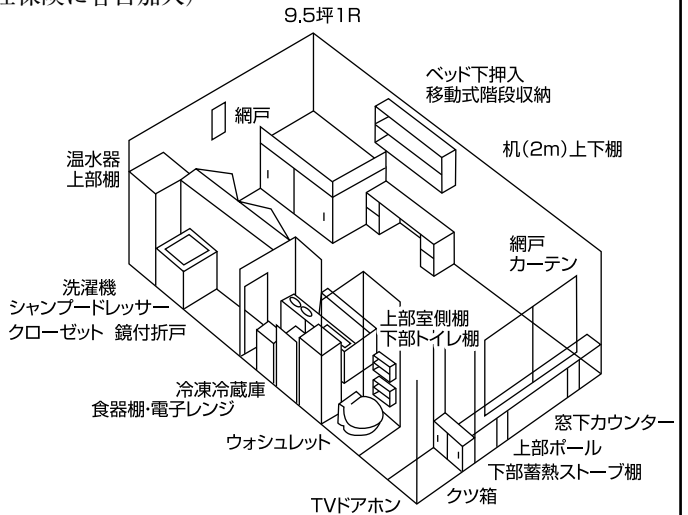 9.5坪1R
ベッド下押入
移動式階段収納
網戸
机(2m)上下棚
温水器
上部棚
網戸
カーテン
洗濯機
シャンプードレッサー
クローゼット 鏡付折戸
上部室側棚
下部トイレ棚
冷凍冷蔵庫
食器棚・電子レンジ
ウォシュレット
窓下カウンター
上部ポール
下部蓄熱ストーブ棚
クツ箱
TVドアホン